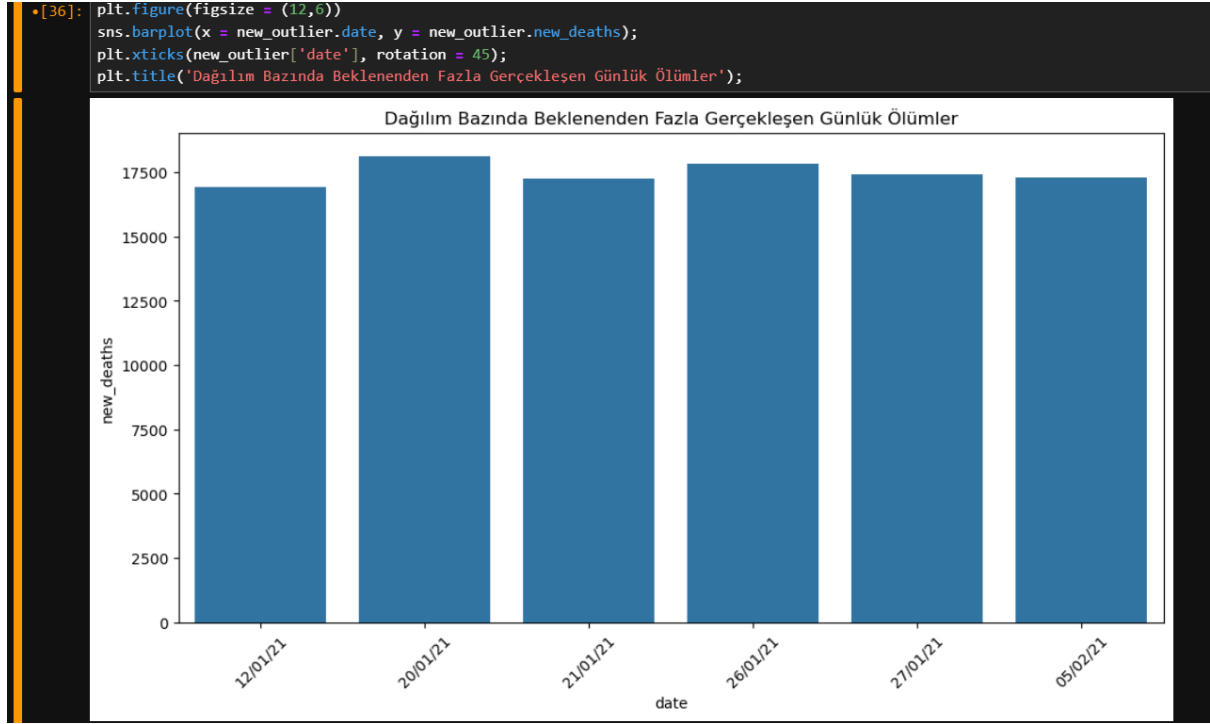 •[36]: plt.figure(figsize = (12,6))
sns.barplot(x = new_outlier.date, y = new_outlier.new_deaths);
plt.xticks(new_outlier['date'], rotation = 45);
plt.title('Dağılım Bazında Beklenenden Fazla Gerçekleşen Günlük Ölümler');
Dağılım Bazında Beklenenden Fazla Gerçekleşen Günlük Ölümler
17500
15000
12500
10000
7500
5000
2500
0
new_deaths
12/01/21 20/01/21 21/01/21 26/01/21 27/01/21 05/02/21
date